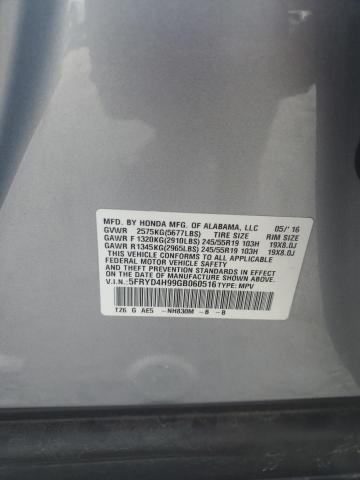 MFD. BY HONDA MFG. OF ALABAMA, LLC 05/'16
GVWR 2575KG(5677LBS) TIRE SIZE RIM SIZE
GAWR F 1320KG(2910LBS) 245/55R19 103H 19X8.0J
GAWR R1345KG(2965LBS) 245/55R19 103H 19X8.0J
THIS VEHICLE CONFORMS TO ALL APPLICABLE
FEDERAL MOTOR VEHICLE SAFETY AND
THEFT PREVENTION STANDARDS IN EFFECT ON
THE DATE OF MANUFACTURE SHOWN ABOVE.
V.I.N.:5FRYD4H99GB060516 TYPE: MPV
TZ6 G AE5 -NH830M -B -B